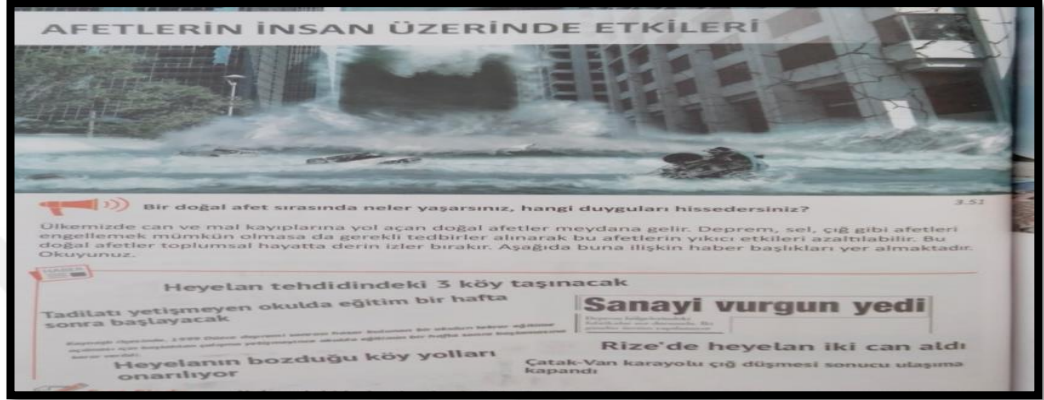 AFETLERİN İNSAN ÜZERİNDE ETKİLERİ
3.51
Bir doğal afet sırasında neler yaşarsınız, hangi duyguları hissedersiniz?
Ülkemizde can ve mal kayıplarına yol açan doğal afetler meydana gelir. Deprem, sel, çığ gibi afetleri
engellemek mümkün olmasa da gerekli tedbirler alınarak bu afetlerin yıkıcı etkileri azaltılabilir. Bu
doğal afetler toplumsal hayatta derin izler bırakır. Aşağıda buna ilişkin haber başlıkları yer almaktadır.
Okuyunuz.
HABER
Heyelan tehdidindeki 3 köy taşınacak
Tadilatı yetişmeyen okulda eğitim bir hafta
sonra başlayacak
Heyelanın bozduğu köy yolları
onarılıyor
Sanayi vurgun yedi
Rize'de heyelan iki can aldı
Çatak-Van karayolu çığ düşmesi sonucu ulaşıma
kapandı